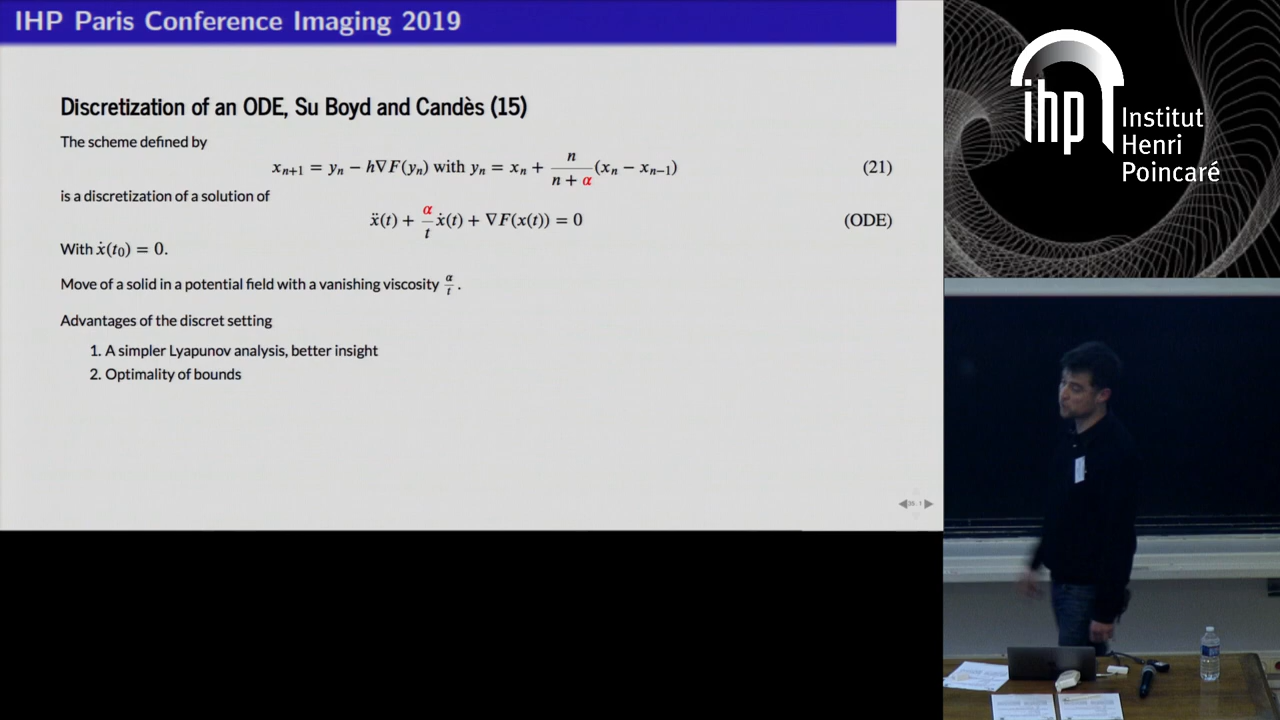 IHP Paris Conference Imaging 2019
Discretization of an ODE, Su Boyd and Candès (15)
The scheme defined by
x_{n+1} = y_n − h∇F(y_n) with y_n = x_n + \frac{n}{n + α}(x_n − x_{n−1}) (21)
is a discretization of a solution of
ẍ(t) + \frac{α}{t}ẋ(t) + ∇F(x(t)) = 0 (ODE)
With ẋ(t_0) = 0.
Move of a solid in a potential field with a vanishing viscosity \frac{α}{t}.
Advantages of the discret setting
1. A simpler Lyapunov analysis, better insight
2. Optimality of bounds
ihp Institut
Henri
Poincaré